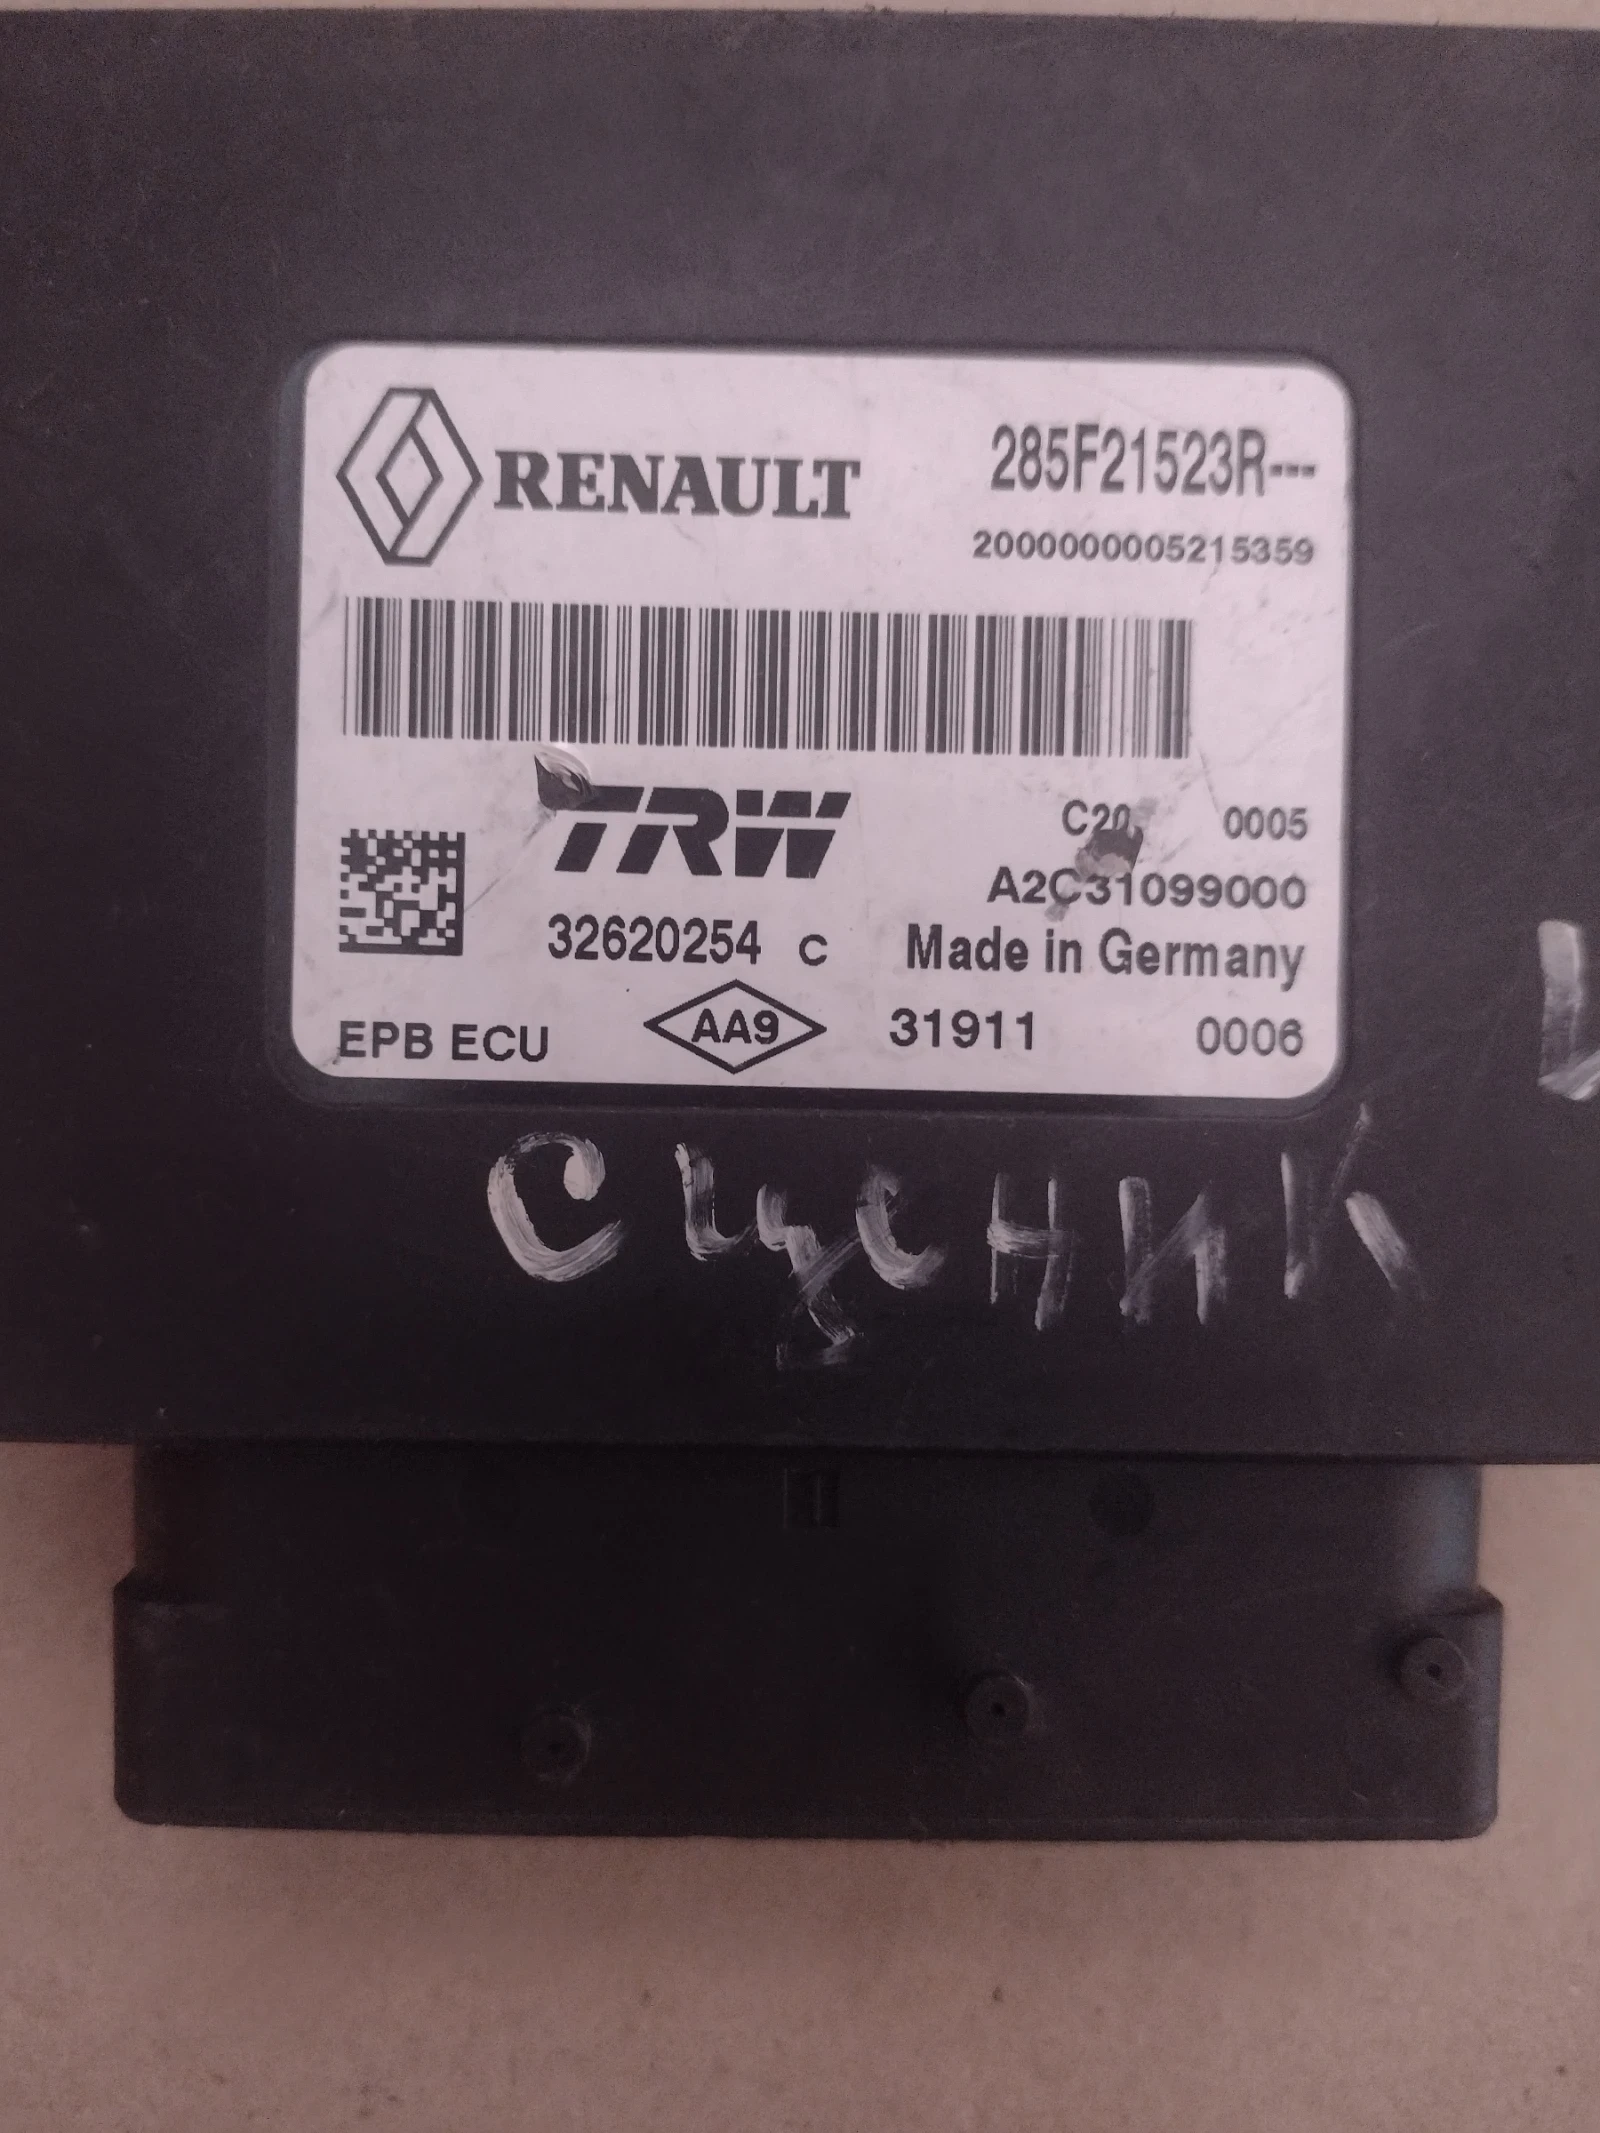 RENAULT
285F21523R---
2000000005215359
TRW
C20 0005
A2C31099000
32620254 C
Made in Germany
EPB ECU
AA9
31911
0006
сценик